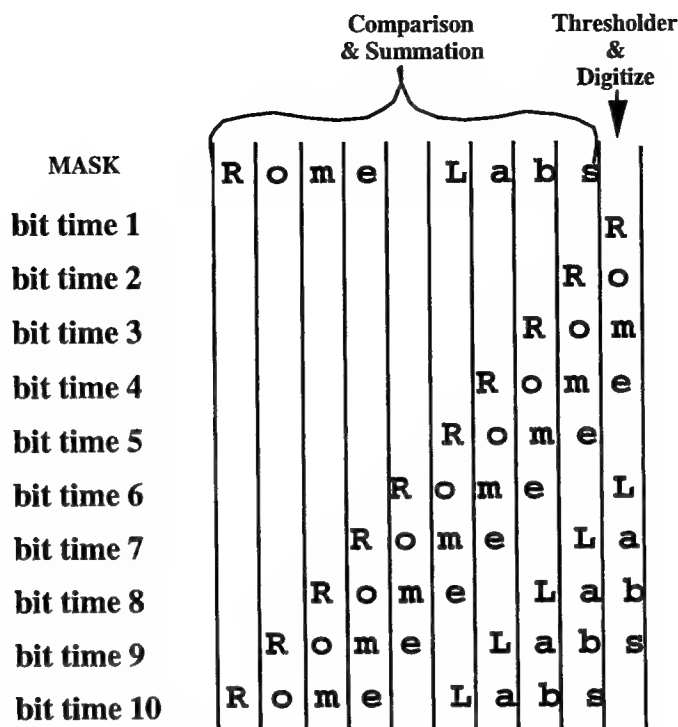 Comparison
& Summation
Thresholder
&
Digitize
MASK R o m e L a b s
bit time 1 R
bit time 2 R o
bit time 3 R o m
bit time 4 R o m e
bit time 5 R o m e
bit time 6 R o m e L
bit time 7 R o m e L a
bit time 8 R o m e L a b
bit time 9 R o m e L a b s
bit time 10 R o m e L a b s